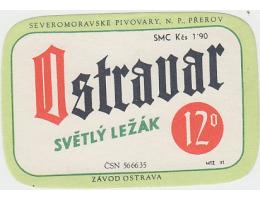 SEVEROMORAVSKÉ PIVOVARY, N. P., PŘEROV
SMC Kčs 1'90
Ostravar
SVĚTLÝ LEŽÁK
12°
ČSN 566635
ZÁVOD OSTRAVA